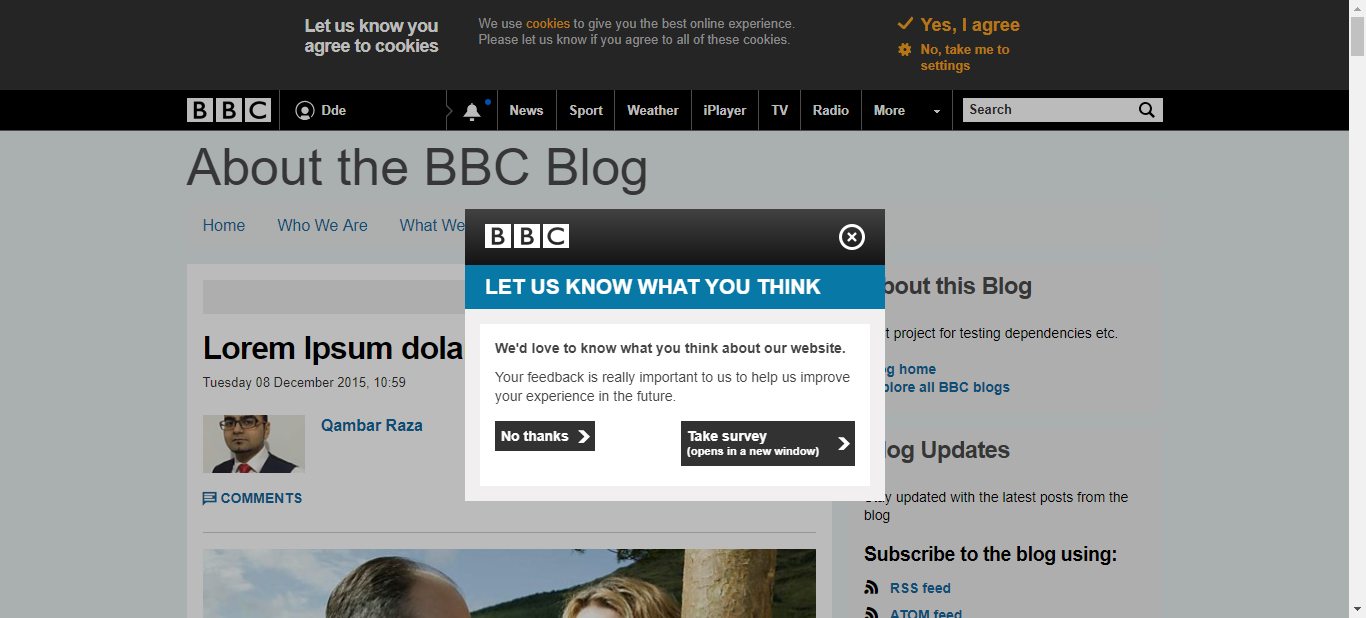 Let us know you
agree to cookies
We use cookies to give you the best online experience.
Please let us know if you agree to all of these cookies.
Yes, I agree
No, take me to
settings
BBC
Dde
News
Sport
Weather
iPlayer
TV
Radio
More
Search
About the BBC Blog
Home
Who We Are
What We
BBC
LET US KNOW WHAT YOU THINK
We'd love to know what you think about our website.
Your feedback is really important to us to help us improve
your experience in the future.
No thanks
Take survey
(opens in a new window)
Lorem Ipsum dola
Tuesday 08 December 2015, 10:59
Qambar Raza
COMMENTS
bout this Blog
t project for testing dependencies etc.
g home
plore all BBC blogs
og Updates
Stay updated with the latest posts from the
blog
Subscribe to the blog using:
RSS feed
ATOM feed